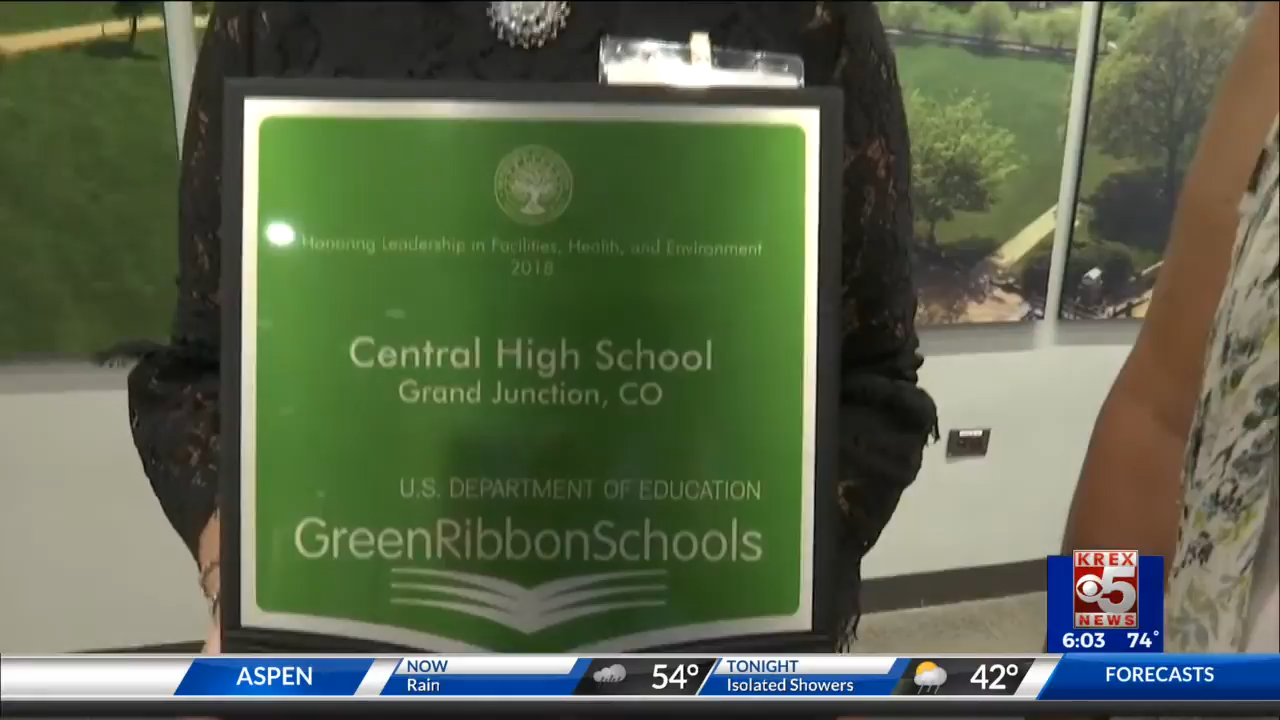 Honoring Leadership in Facilities, Health, and Environment
2018
Central High School
Grand Junction, CO
U.S. DEPARTMENT OF EDUCATION
GreenRibbonSchools
KREX
5
NEWS
6:03 74°
ASPEN
NOW
Rain
54°
TONIGHT
Isolated Showers
42°
FORECASTS